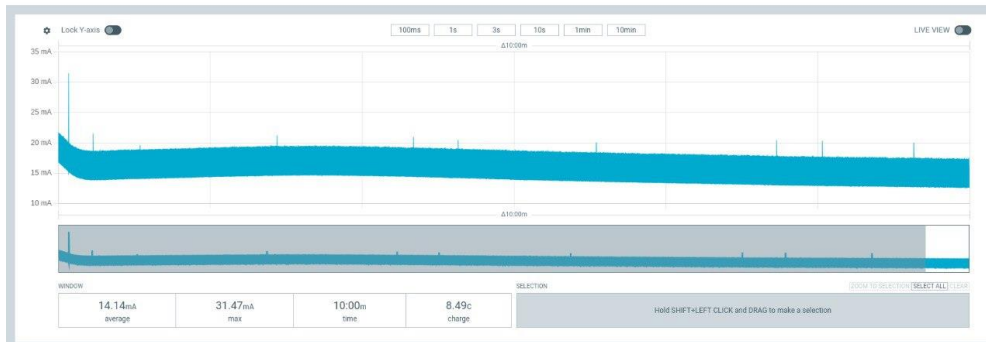 Lock Y-axis
100ms 1s 3s 10s 1min 10min
LIVE VIEW
Δ10:00m
35 mA
30 mA
25 mA
20 mA
15 mA
10 mA
Δ10:00m
WINDOW
14.14mA
average
31.47mA
max
10:00m
time
8.49c
charge
SELECTION
ZOOM TO SELECTION SELECT ALL CLEAR
Hold SHIFT+LEFT CLICK and DRAG to make a selection